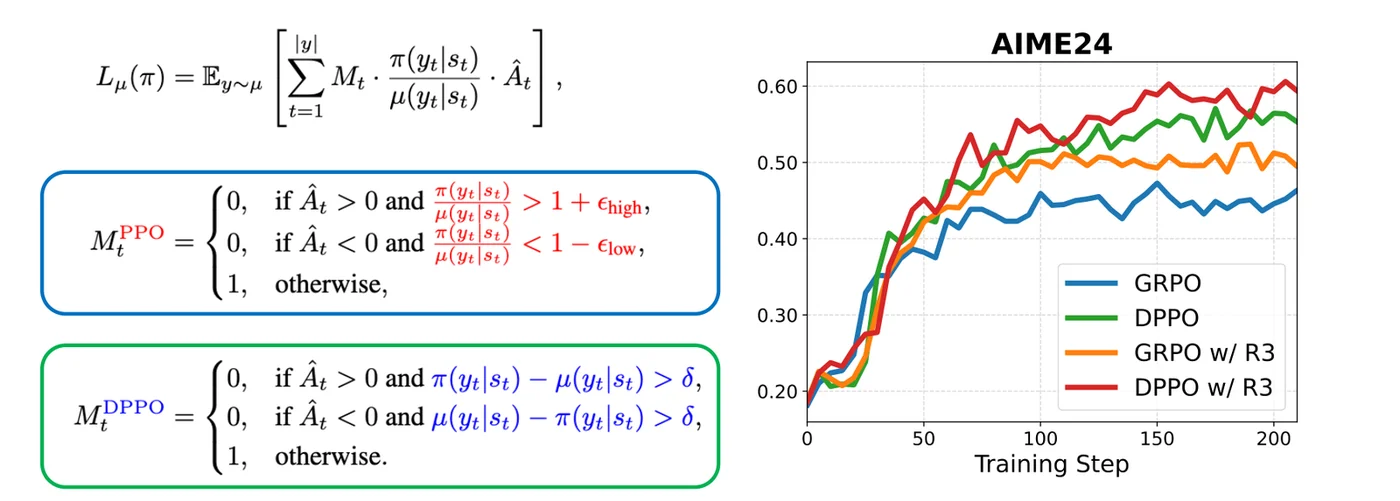 L_μ(π) = 𝔼_{y∼μ} [ ∑_{t=1}^{|y|} M_t · π(y_t|s_t) / μ(y_t|s_t) · Â_t ] ,
M_t^{PPO} = { 0, if Â_t > 0 and π(y_t|s_t) / μ(y_t|s_t) > 1 + ϵ_high,
0, if Â_t < 0 and π(y_t|s_t) / μ(y_t|s_t) < 1 − ϵ_low,
1, otherwise,
M_t^{DPPO} = { 0, if Â_t > 0 and π(y_t|s_t) − μ(y_t|s_t) > δ,
0, if Â_t < 0 and μ(y_t|s_t) − π(y_t|s_t) > δ,
1, otherwise.
AIME24
0.60
0.50
0.40
0.30
0.20
GRPO
DPPO
GRPO w/ R3
DPPO w/ R3
0 50 100 150 200
Training Step